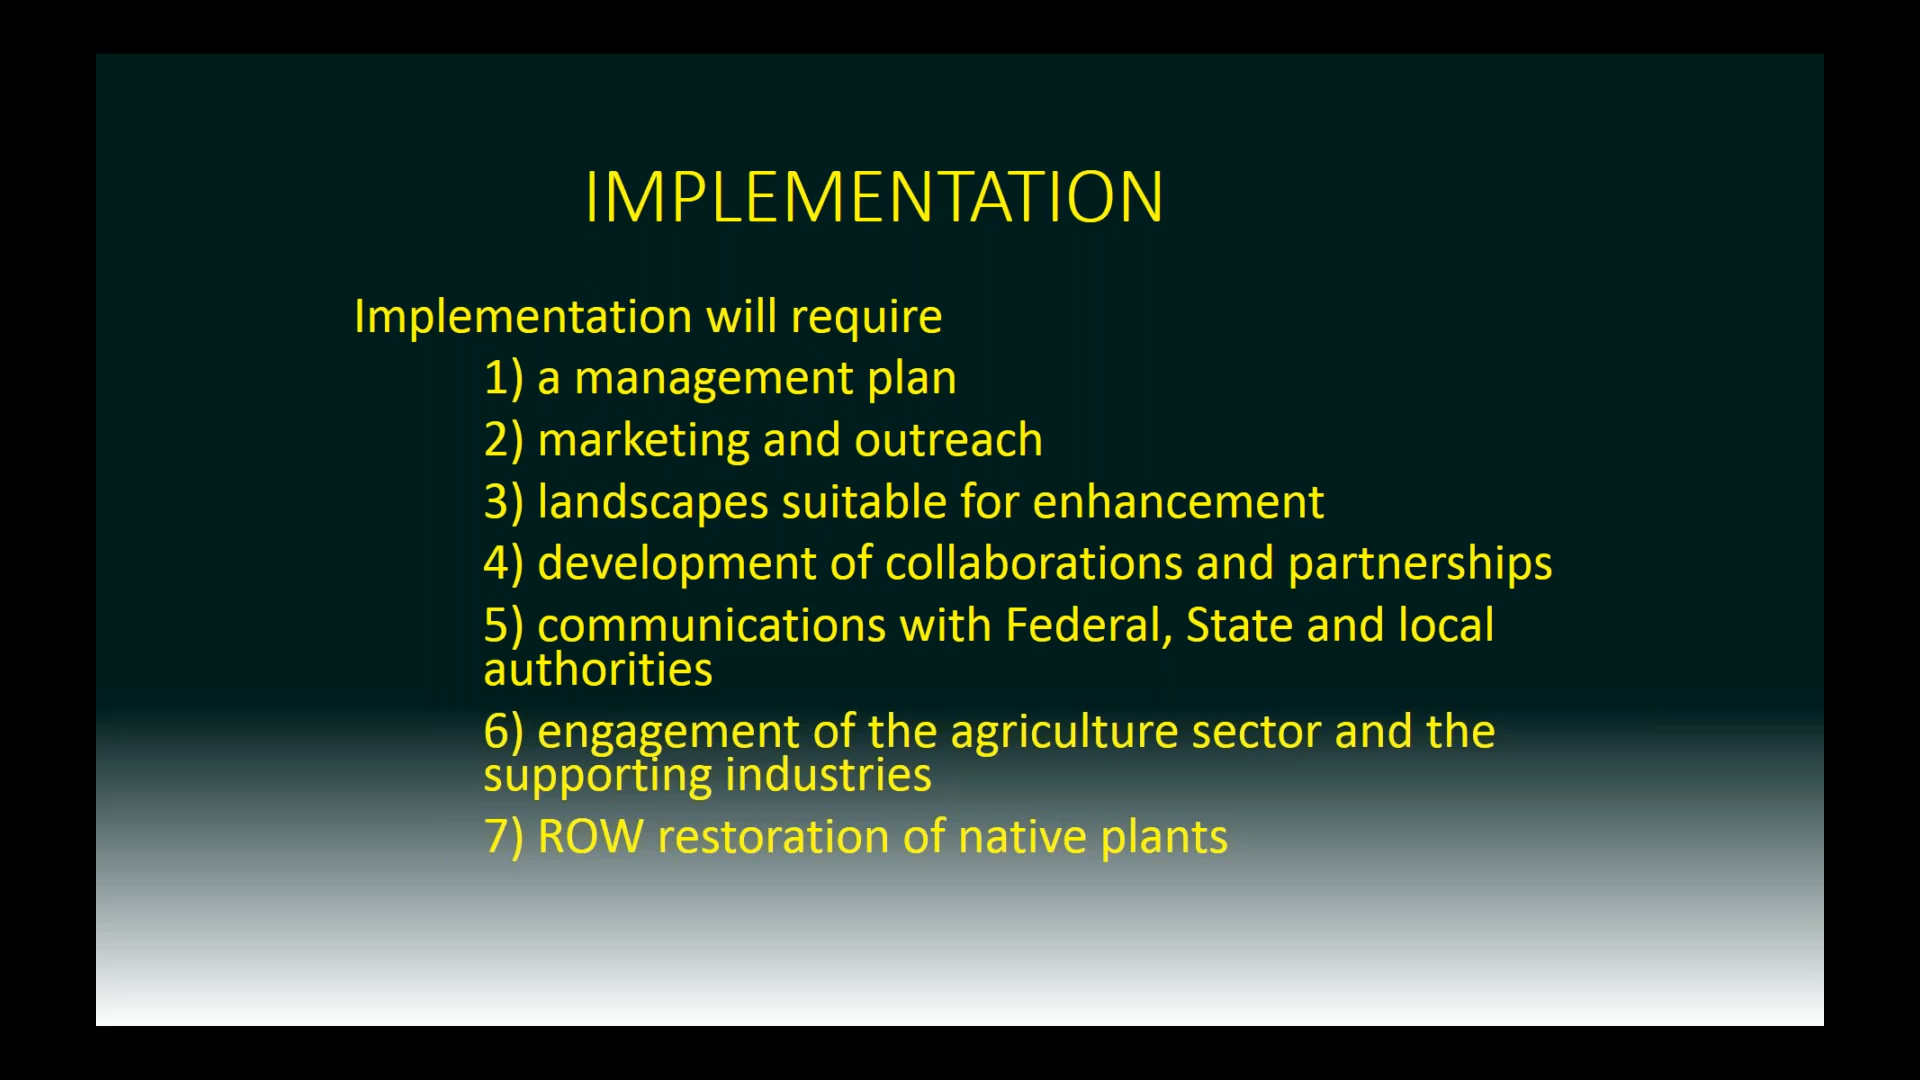 IMPLEMENTATION
Implementation will require
1) a management plan
2) marketing and outreach
3) landscapes suitable for enhancement
4) development of collaborations and partnerships
5) communications with Federal, State and local
authorities
6) engagement of the agriculture sector and the
supporting industries
7) ROW restoration of native plants